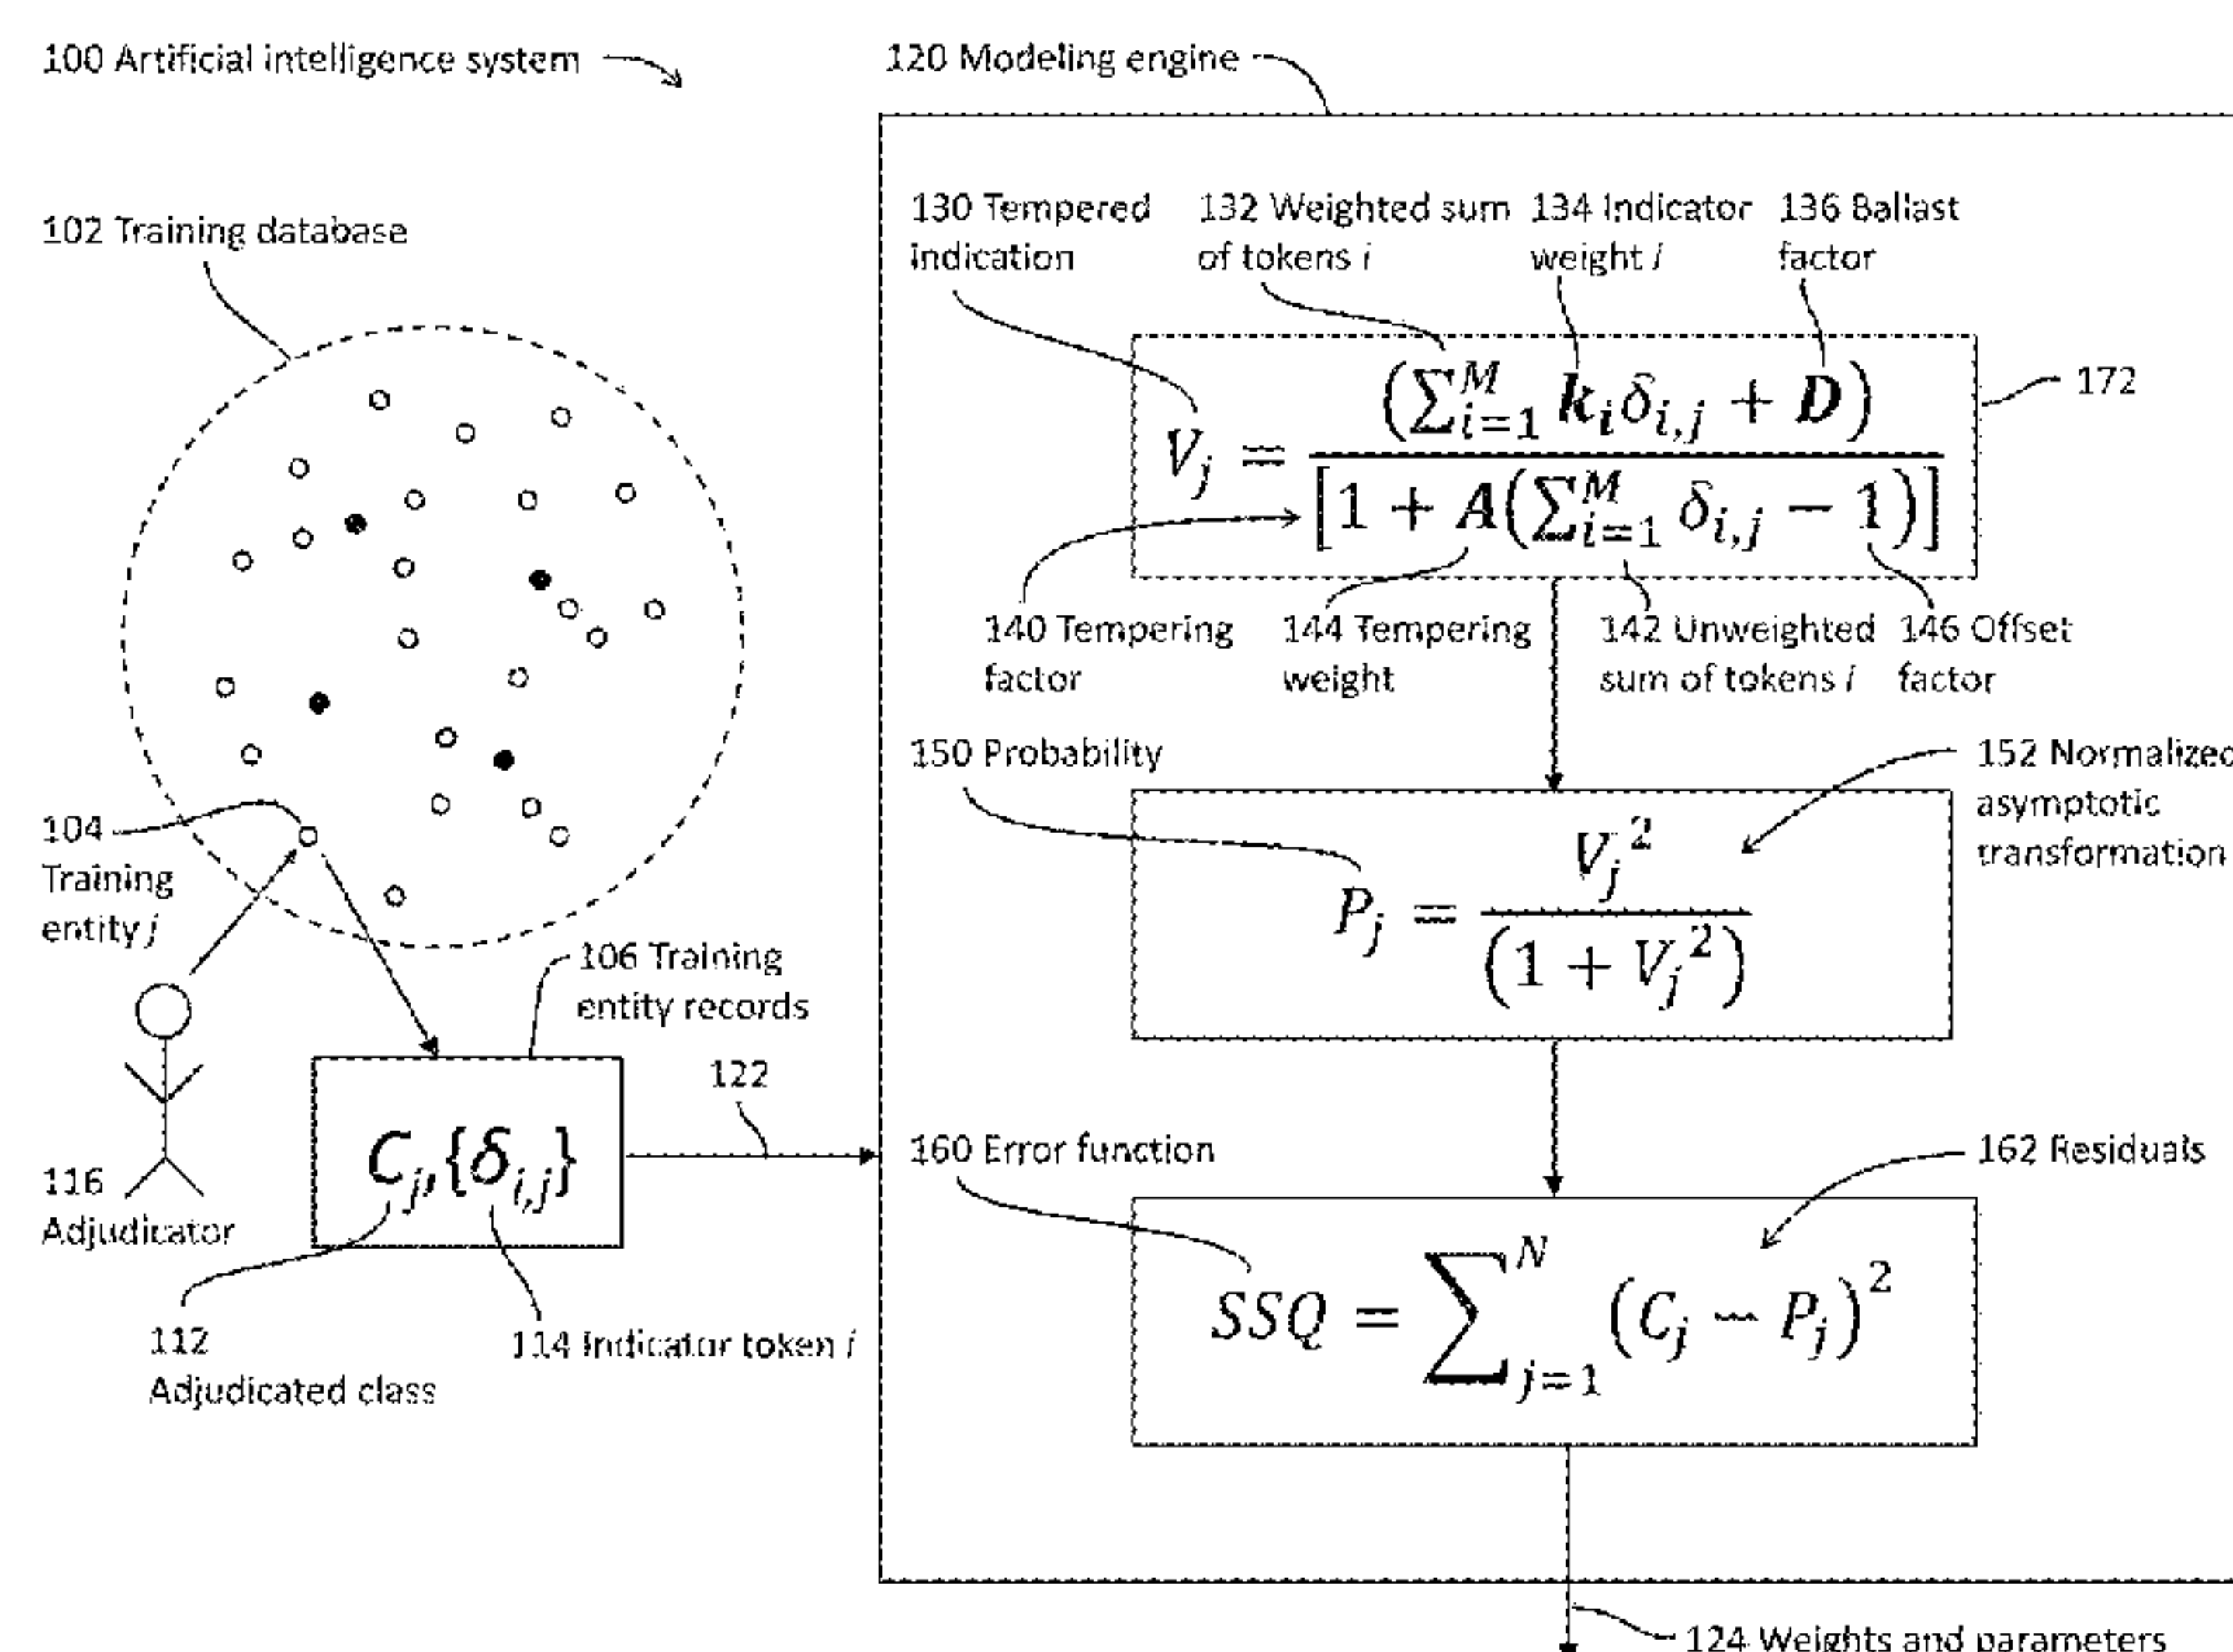 100 Artificial intelligence system
120 Modeling engine
102 Training database
130 Tempered
indication
132 Weighted sum
of tokens i
134 Indicator
weight i
136 Ballast
factor
V_j = (∑_{i=1}^{M} k_i δ_{i,j} + D) / [1 + A(∑_{i=1}^{M} δ_{i,j} − 1)]
172
140 Tempering
factor
144 Tempering
weight
142 Unweighted
sum of tokens i
146 Offset
factor
150 Probability
152 Normalized
asymptotic
transformation
P_j = V_j^2 / (1 + V_j^2)
104
Training
entity j
106 Training
entity records
122
C_j, {δ_{i,j}}
116
Adjudicator
112
Adjudicated class
114 Indicator token i
160 Error function
162 Residuals
SSQ = ∑_{j=1}^{N} (C_j − P_j)^2
124 Weights and parameters